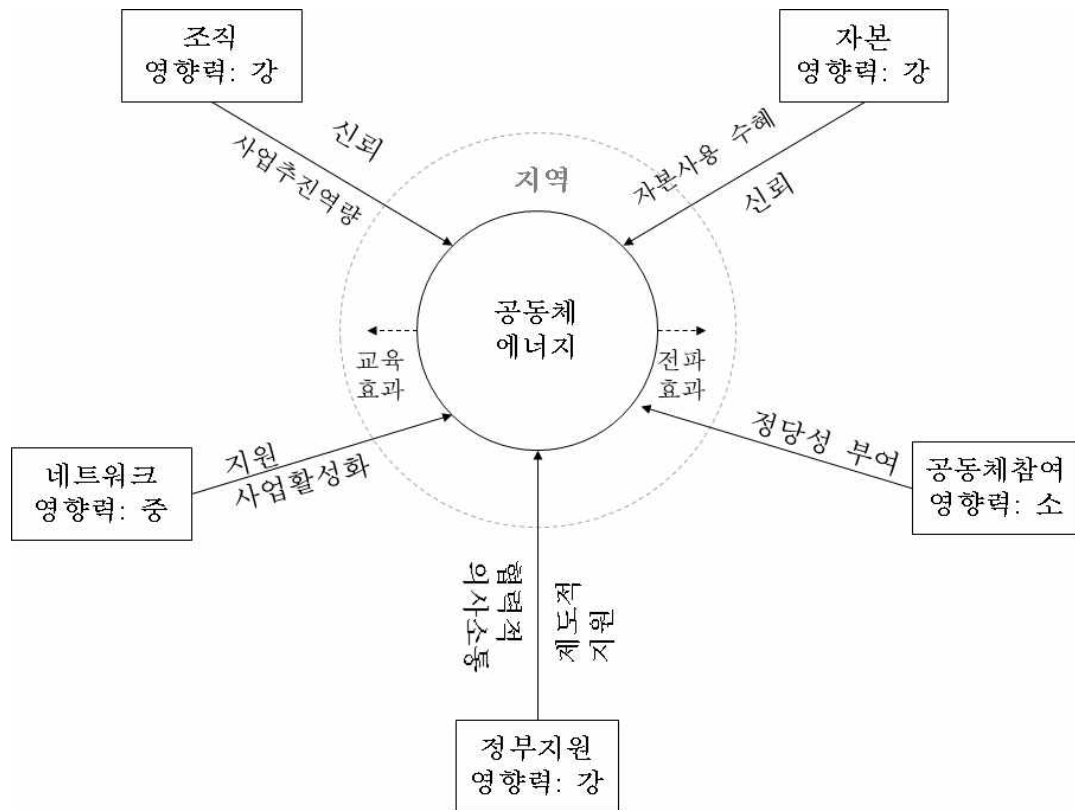 조직
영향력: 강
자본
영향력: 강
신뢰
사업추진역량
자본사용 수혜
신뢰
지역
공동체
에너지
교육
효과
전파
효과
지원
사업활성화
네트워크
영향력: 중
정당성 부여
공동체참여
영향력: 소
협력적
의사소통
제도적
지원
정부지원
영향력: 강